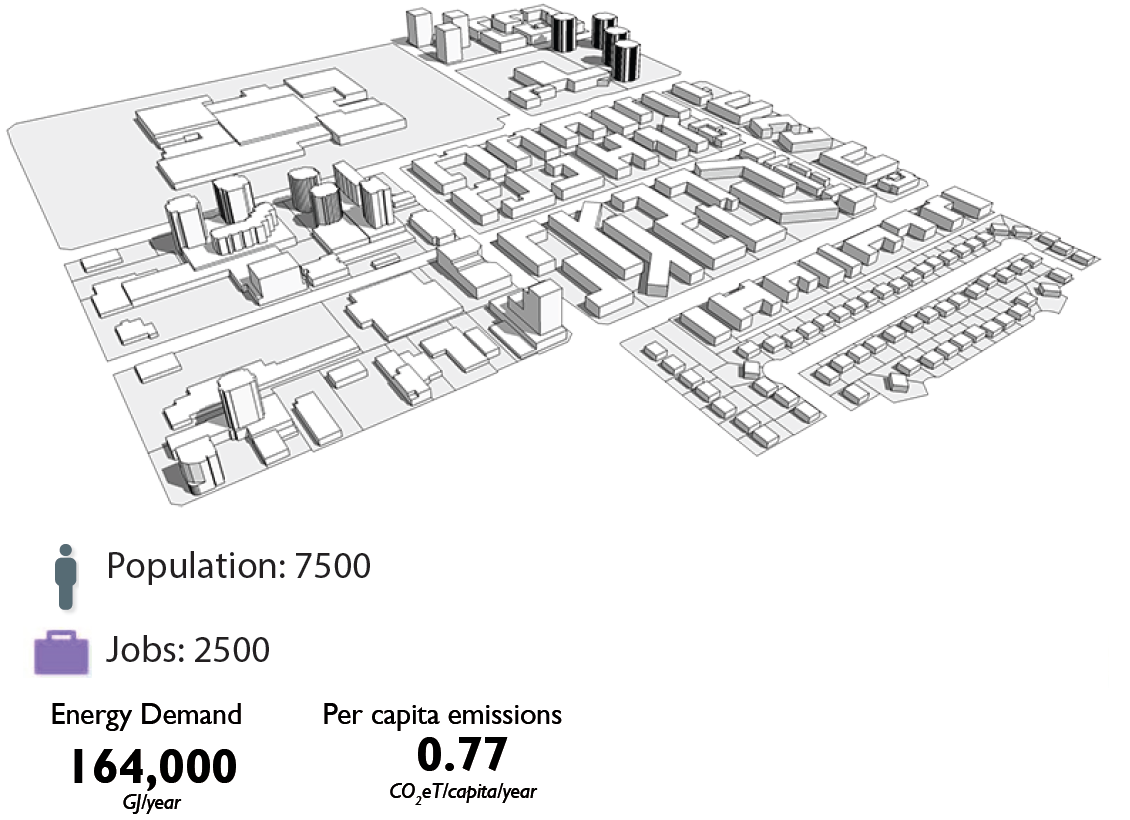 Population: 7500
Jobs: 2500
Energy Demand
164,000
GJ/year
Per capita emissions
0.77
CO₂eT/capita/year